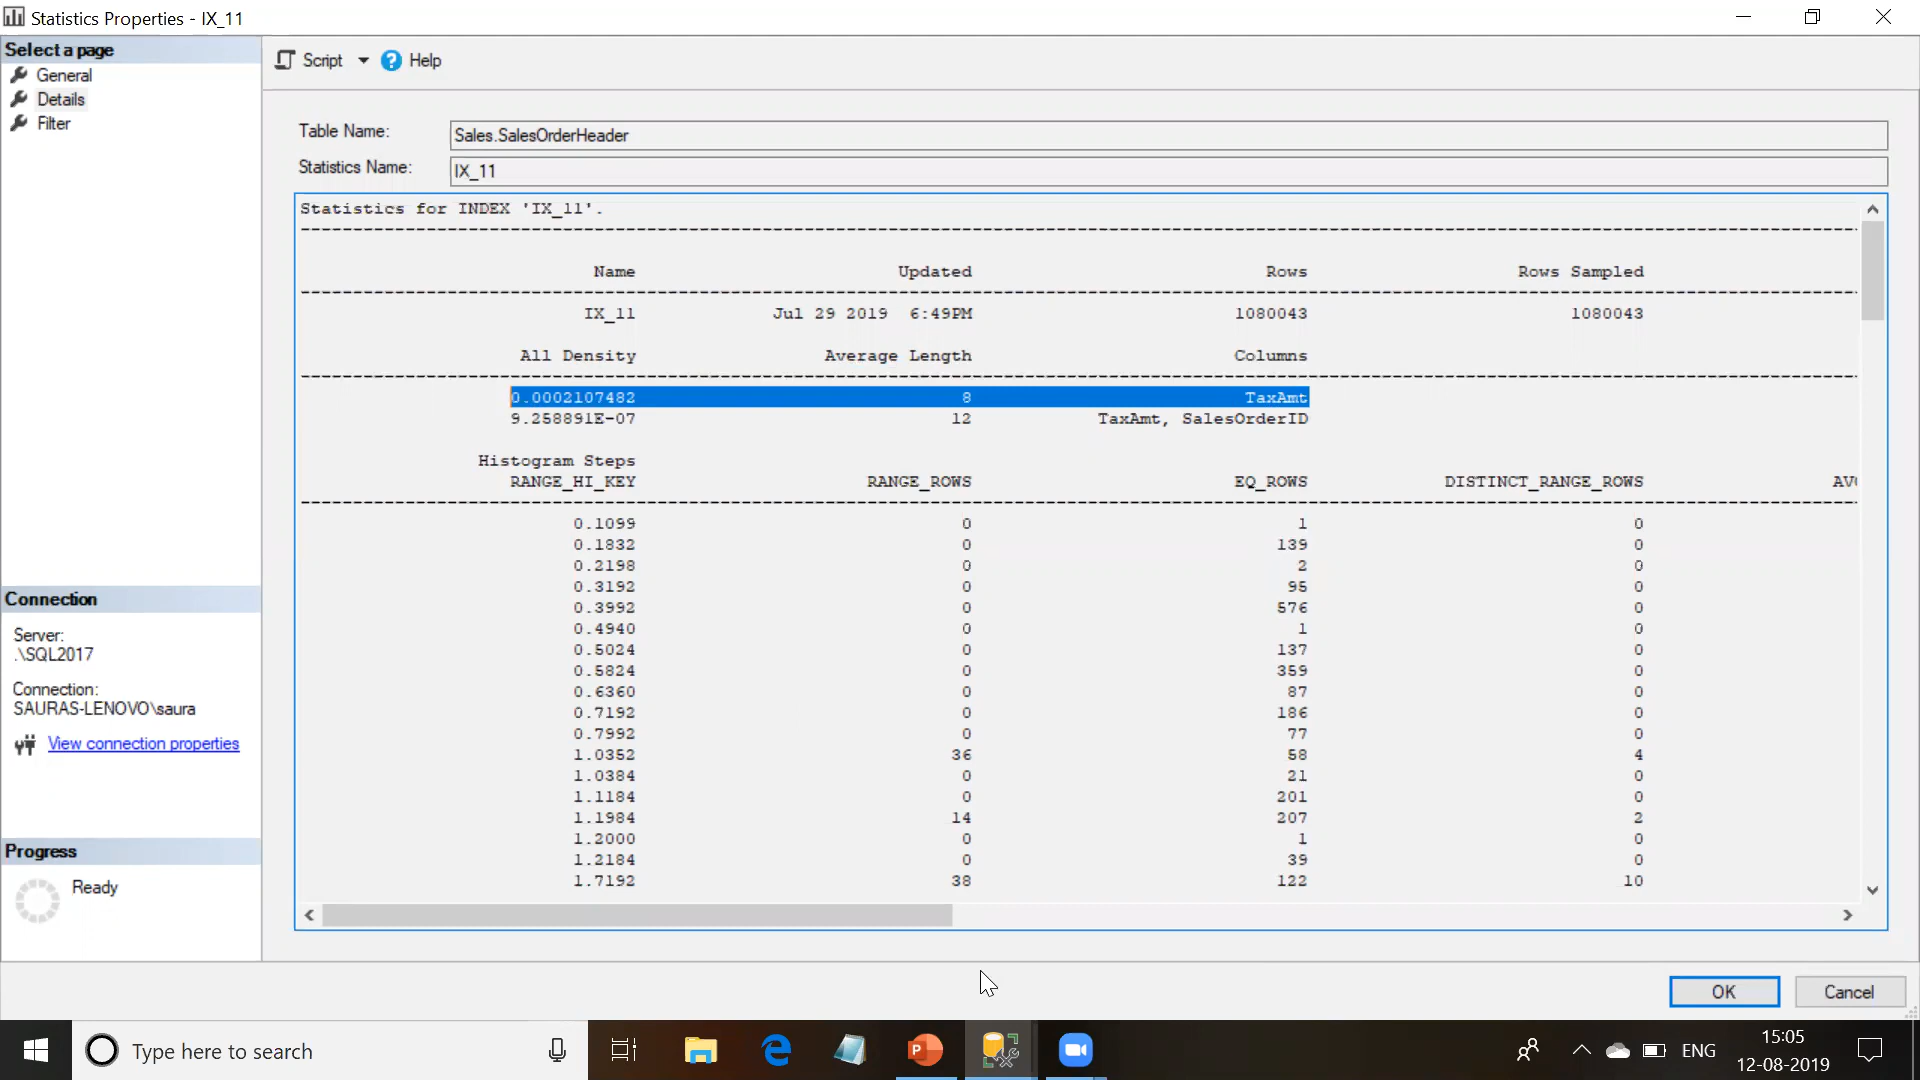 Statistics Properties - IX_11
Select a page
General
Details
Filter
Script
Help
Table Name:
Sales.SalesOrderHeader
Statistics Name:
IX_11
Statistics for INDEX 'IX_11'.
Name Updated Rows Rows Sampled
IX_11 Jul 29 2019 6:49PM 1080043 1080043
All Density Average Length Columns
0.0002107482 8 TaxAmt
9.258891E-07 12 TaxAmt, SalesOrderID
Histogram Steps
RANGE_HI_KEY RANGE_ROWS EQ_ROWS DISTINCT_RANGE_ROWS
0.1099 0 1 0
0.1832 0 139 0
0.2198 0 2 0
0.3192 0 95 0
0.3992 0 576 0
0.4940 0 1 0
0.5024 0 137 0
0.5824 0 359 0
0.6360 0 87 0
0.7192 0 186 0
0.7992 0 77 0
1.0352 36 58 4
1.0384 0 21 0
1.1184 0 201 0
1.1984 14 207 2
1.2000 0 1 0
1.2184 0 39 0
1.7192 38 122 10
Connection
Server:
.\SQL2017
Connection:
SAURAS-LENOVO\saura
View connection properties
Progress
Ready
OK
Cancel
Type here to search
ENG
15:05
12-08-2019